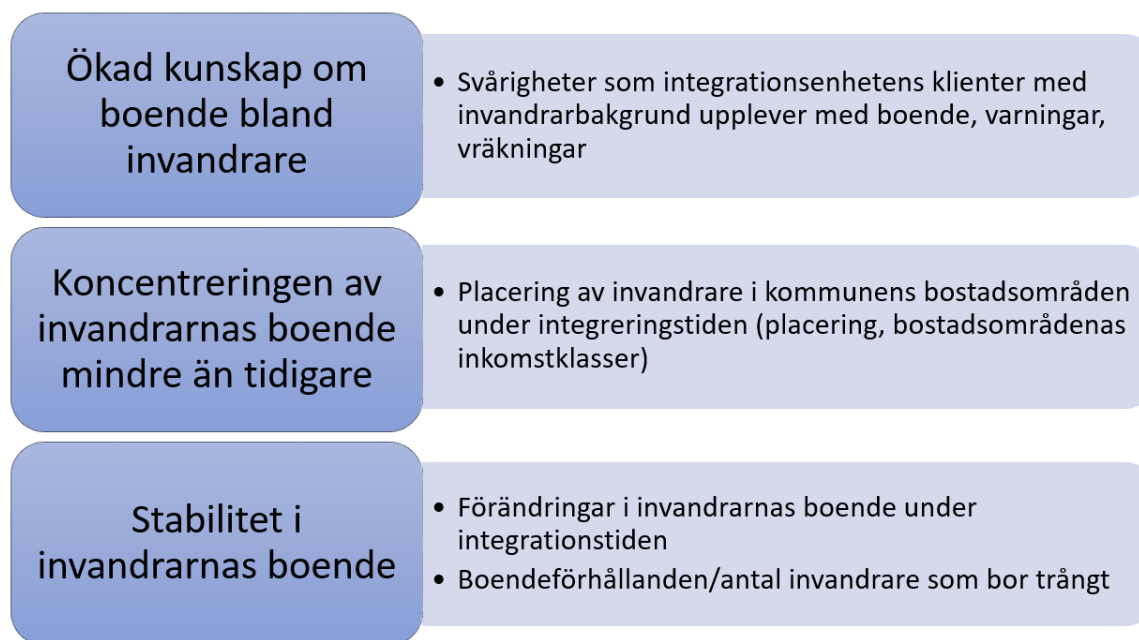 Ökad kunskap om
boende bland
invandrare
• Svårigheter som integrationsenhetens klienter med
invandrarbakgrund upplever med boende, varningar,
vräkningar
Koncentreringen av
invandrarnas boende
mindre än tidigare
• Placering av invandrare i kommunens bostadsområden
under integreringstiden (placering, bostadsområdenas
inkomstklasser)
Stabilitet i
invandrarnas boende
• Förändringar i invandrarnas boende under
integrationstiden
• Boendeförhållanden/antal invandrare som bor trångt